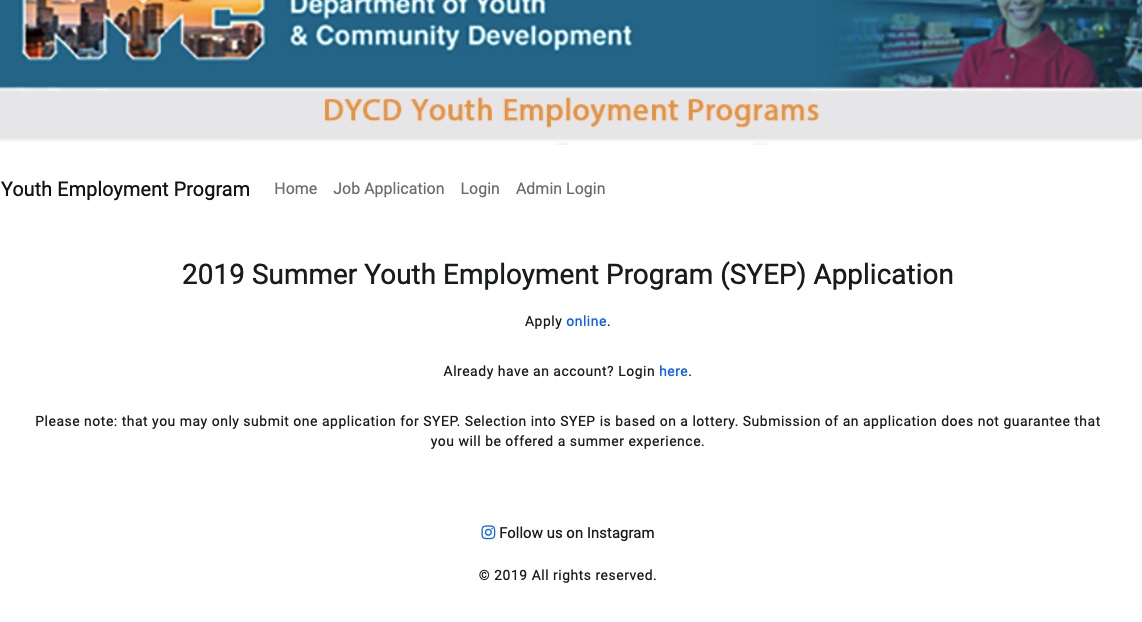 NYC
Department of Youth
& Community Development
DYCD Youth Employment Programs
Youth Employment Program Home Job Application Login Admin Login
2019 Summer Youth Employment Program (SYEP) Application
Apply online.
Already have an account? Login here.
Please note: that you may only submit one application for SYEP. Selection into SYEP is based on a lottery. Submission of an application does not guarantee that
you will be offered a summer experience.
Follow us on Instagram
© 2019 All rights reserved.